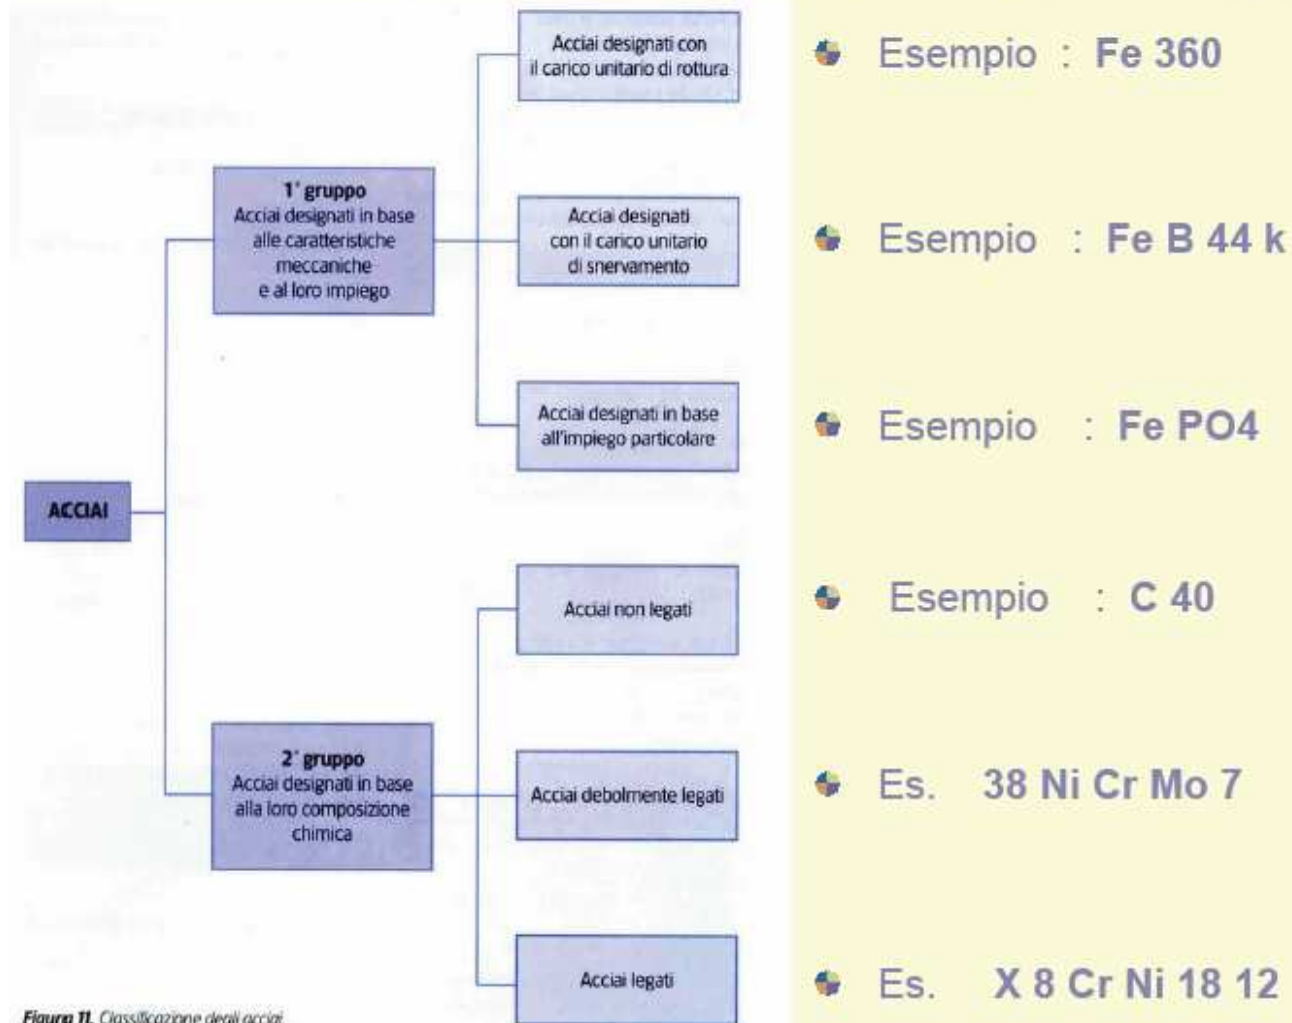 Acciai designati con
il carico unitario di rottura
Esempio : Fe 360
1° gruppo
Acciai designati in base
alle caratteristiche
meccaniche
e al loro impiego
Acciai designati
con il carico unitario
di snervamento
Esempio : Fe B 44 k
Acciai designati in base
all'impiego particolare
Esempio : Fe PO4
ACCIAI
Acciai non legati
Esempio : C 40
2° gruppo
Acciai designati in base
alla loro composizione
chimica
Acciai debolmente legati
Es. 38 Ni Cr Mo 7
Acciai legati
Es. X 8 Cr Ni 18 12
Figura 11. Classificazione degli acciai